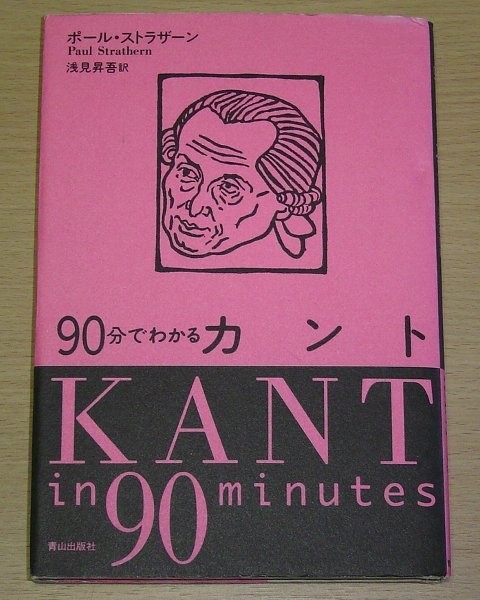 ポール・ストラザーン
Paul Strathern
浅見昇吾訳
90分でわかるカント
KANT
in 90 minutes
青山出版社